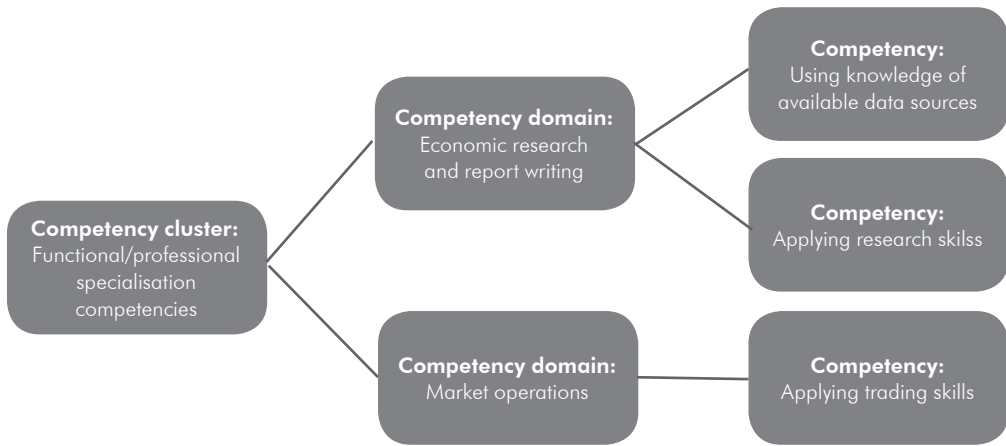 Competency cluster:
Functional/professional
specialisation
competencies
Competency domain:
Economic research
and report writing
Competency:
Using knowledge of
available data sources
Competency:
Applying research skilss
Competency domain:
Market operations
Competency:
Applying trading skills